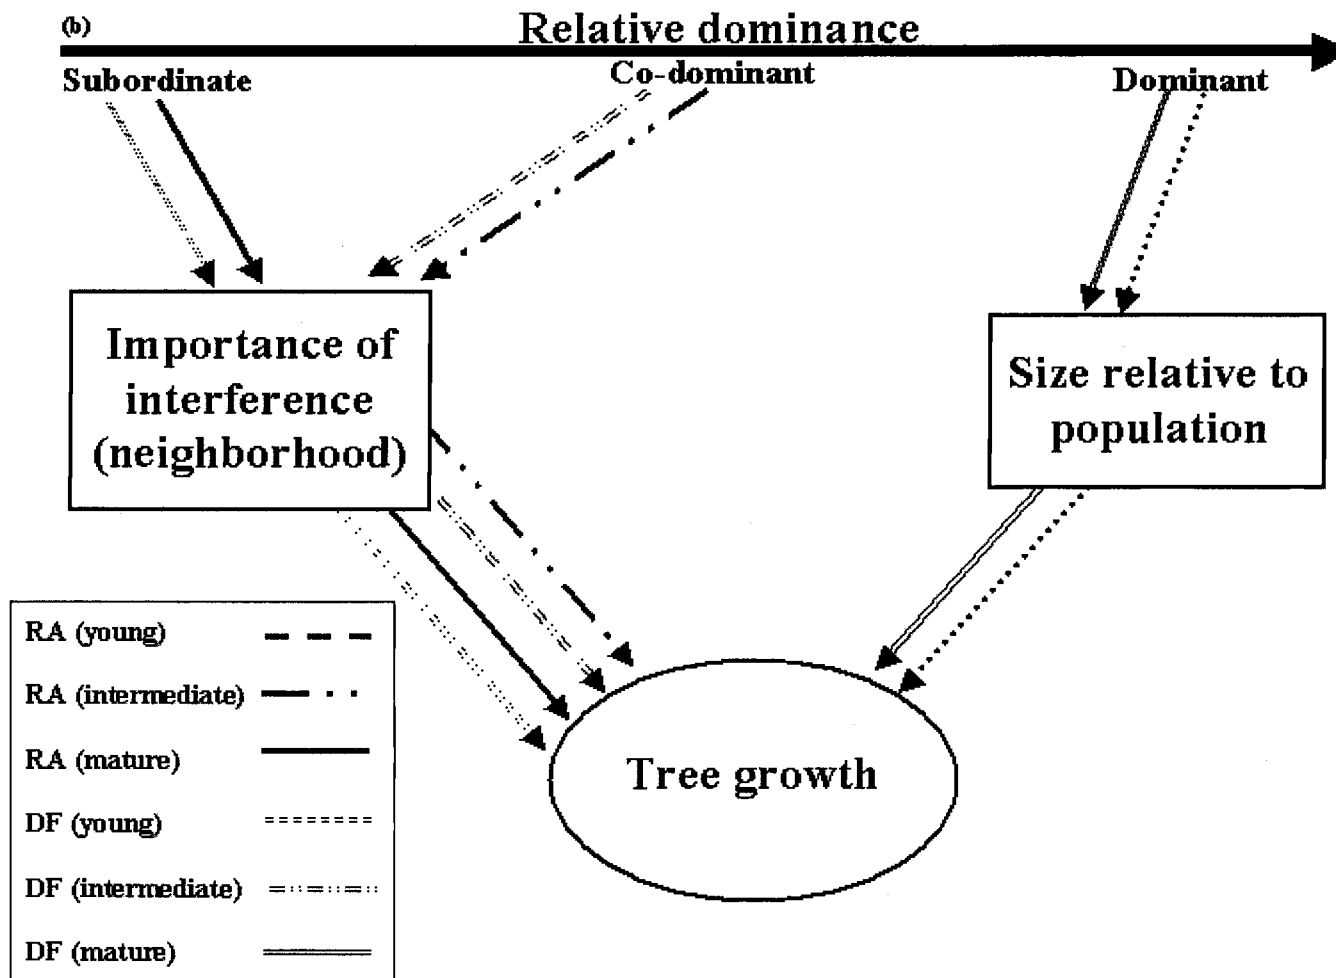 (b)
Relative dominance
Subordinate
Co-dominant
Dominant
Importance of
interference
(neighborhood)
Size relative to
population
Tree growth
RA (young)
RA (intermediate)
RA (mature)
DF (young)
DF (intermediate)
DF (mature)